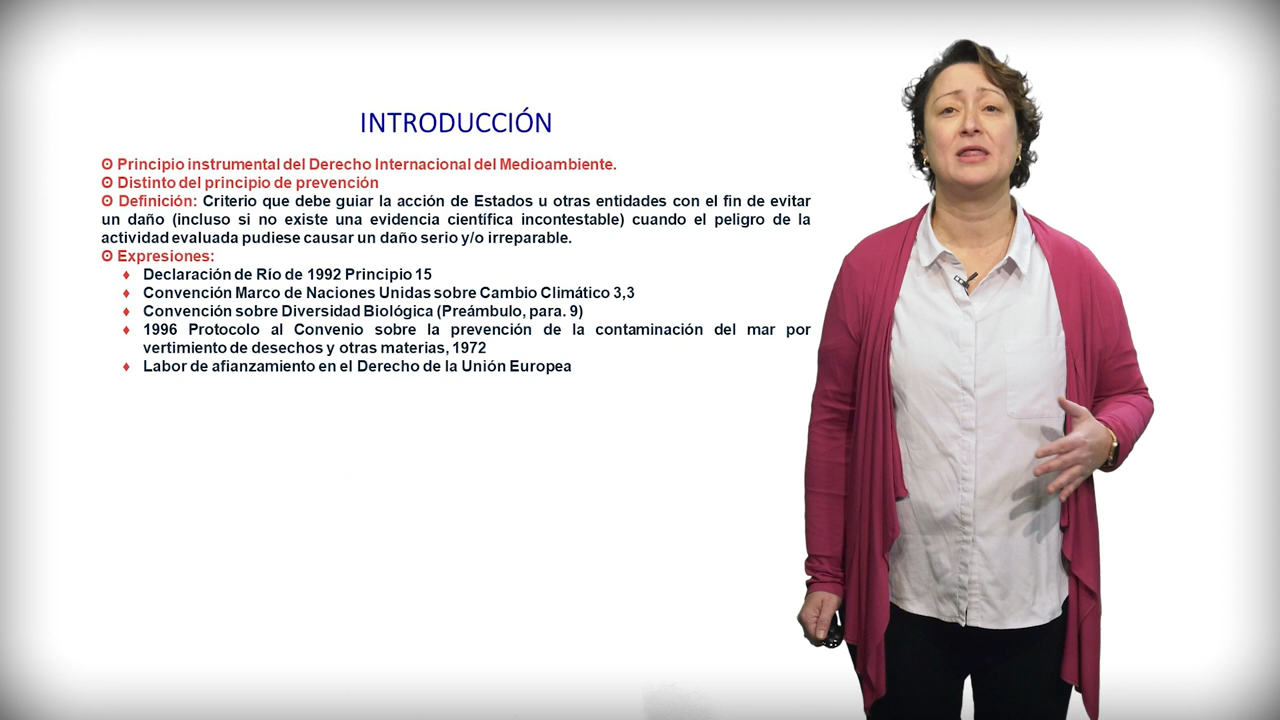 INTRODUCCIÓN
ʘ Principio instrumental del Derecho Internacional del Medioambiente.
ʘ Distinto del principio de prevención
ʘ Definición: Criterio que debe guiar la acción de Estados u otras entidades con el fin de evitar
un daño (incluso si no existe una evidencia científica incontestable) cuando el peligro de la
actividad evaluada pudiese causar un daño serio y/o irreparable.
ʘ Expresiones:
♦ Declaración de Río de 1992 Principio 15
♦ Convención Marco de Naciones Unidas sobre Cambio Climático 3,3
♦ Convención sobre Diversidad Biológica (Preámbulo, para. 9)
♦ 1996 Protocolo al Convenio sobre la prevención de la contaminación del mar por
vertimiento de desechos y otras materias, 1972
♦ Labor de afianzamiento en el Derecho de la Unión Europea